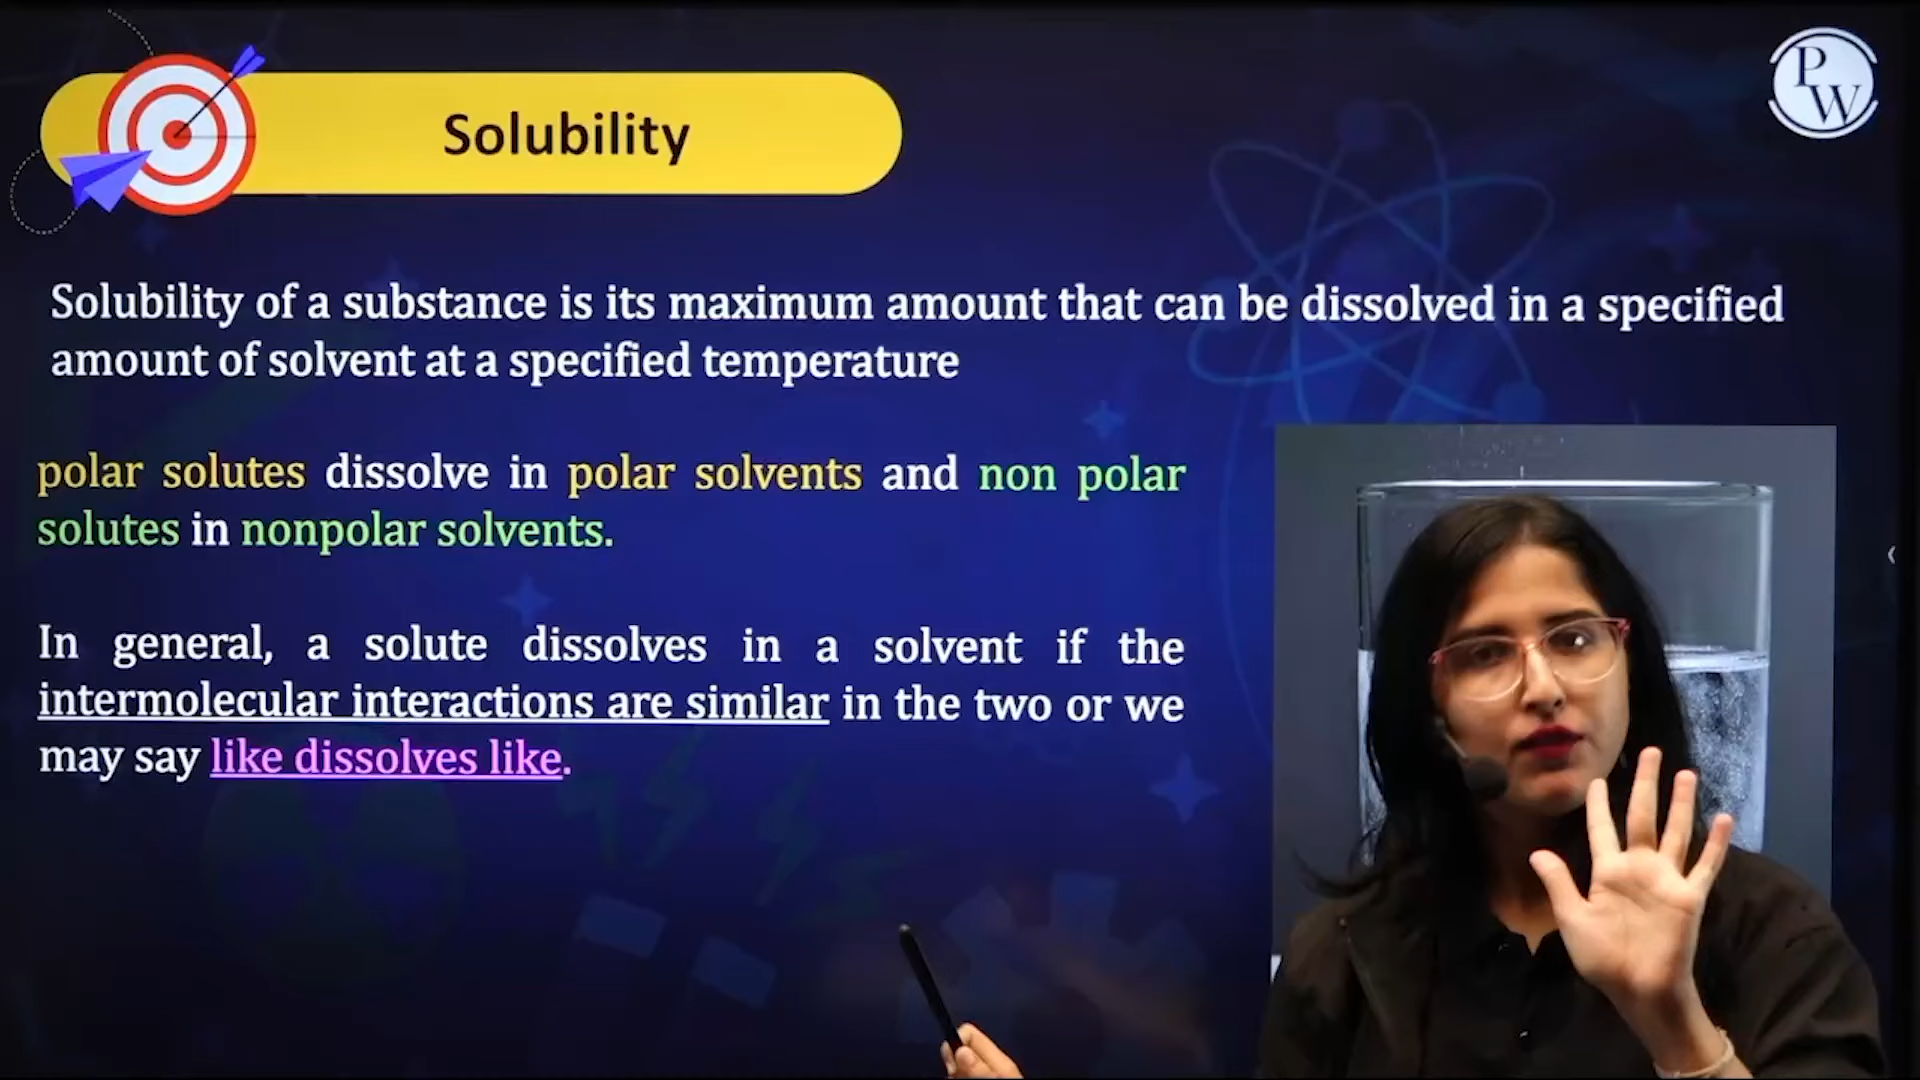 PW
Solubility
Solubility of a substance is its maximum amount that can be dissolved in a specified
amount of solvent at a specified temperature
polar solutes dissolve in polar solvents and non polar
solutes in nonpolar solvents.
In general, a solute dissolves in a solvent if the
intermolecular interactions are similar in the two or we
may say like dissolves like.